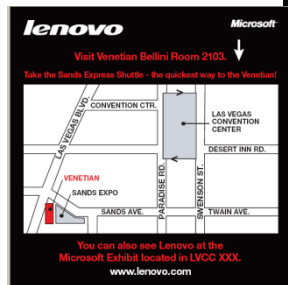 lenovo
Microsoft
Visit Venetian Bellini Room 2103.
Take the Sands Express Shuttle - the quickest way to the Venetian!
LAS VEGAS BLVD.
CONVENTION CTR.
LAS VEGAS
CONVENTION
CENTER
DESERT INN RD.
PARADISE RD.
SWENSON ST.
VENETIAN
SANDS EXPO
SANDS AVE.
TWAIN AVE.
You can also see Lenovo at the
Microsoft Exhibit located in LVCC XXX.
www.lenovo.com